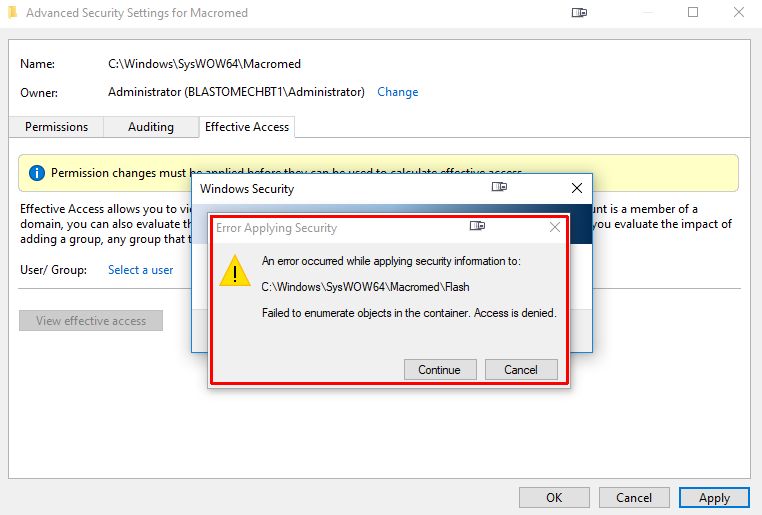 Advanced Security Settings for Macromed
Name: C:\Windows\SysWOW64\Macromed
Owner: Administrator (BLASTOMECHBT1\Administrator) Change
Permissions Auditing Effective Access
Permission changes must be applied before they can be used to calculate effective access.
Windows Security
Effective Access allows you to vi
unt is a member of a
domain, you can also evaluate th
you evaluate the impact of
adding a group, any group that t
Error Applying Security
User/ Group: Select a user
An error occurred while applying security information to:
C:\Windows\SysWOW64\Macromed\Flash
Failed to enumerate objects in the container. Access is denied.
View effective access
Continue Cancel
OK Cancel Apply